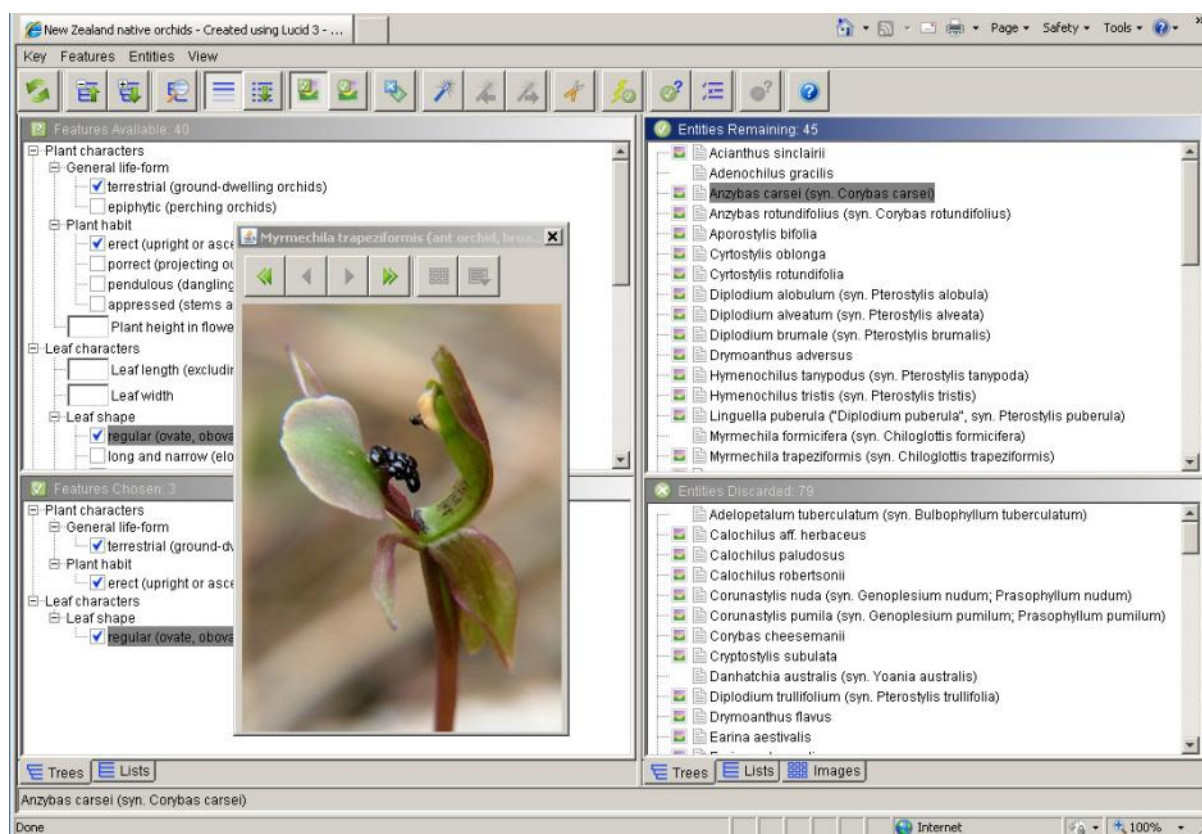 New Zealand native orchids - Created using Lucid 3 - ...
Page Safety Tools
Key Features Entities View
Features Available: 40
Plant characters
General life-form
terrestrial (ground-dwelling orchids)
epiphytic (perching orchids)
Plant habit
erect (upright or asce
porrect (projecting ou
pendulous (dangling
appressed (stems a
Plant height in flowe
Leaf characters
Leaf length (excludin
Leaf width
Leaf shape
regular (ovate, obova
long and narrow (elo
Features Chosen: 3
Plant characters
General life-form
terrestrial (ground-dw
Plant habit
erect (upright or asce
Leaf characters
Leaf shape
regular (ovate, obova
Trees Lists
Myrmechila trapeziformis (ant orchid, broa...
Entities Remaining: 45
Acianthus sinclairii
Adenochilus gracilis
Anzybas carsei (syn. Corybas carsei)
Anzybas rotundifolius (syn. Corybas rotundifolius)
Aporostylis bifolia
Cyrtostylis oblonga
Cyrtostylis rotundifolia
Diplodium alobulum (syn. Pterostylis alobula)
Diplodium alveatum (syn. Pterostylis alveata)
Diplodium brumale (syn. Pterostylis brumalis)
Drymoanthus adversus
Hymenochilus tanypodus (syn. Pterostylis tanypoda)
Hymenochilus tristis (syn. Pterostylis tristis)
Linguella puberula ("Diplodium puberula", syn. Pterostylis puberula)
Myrmechila formicifera (syn. Chiloglottis formicifera)
Myrmechila trapeziformis (syn. Chiloglottis trapeziformis)
Entities Discarded: 79
Adelopetalum tuberculatum (syn. Bulbophyllum tuberculatum)
Calochilus aff. herbaceus
Calochilus paludosus
Calochilus robertsonii
Corunastylis nuda (syn. Genoplesium nudum; Prasophyllum nudum)
Corunastylis pumila (syn. Genoplesium pumilum; Prasophyllum pumilum)
Corybas cheesemanii
Cryptostylis subulata
Danhatchia australis (syn. Yoania australis)
Diplodium trullifolium (syn. Pterostylis trullifolia)
Drymoanthus flavus
Earina aestivalis
Trees Lists Images
Anzybas carsei (syn. Corybas carsei)
Done Internet 100%